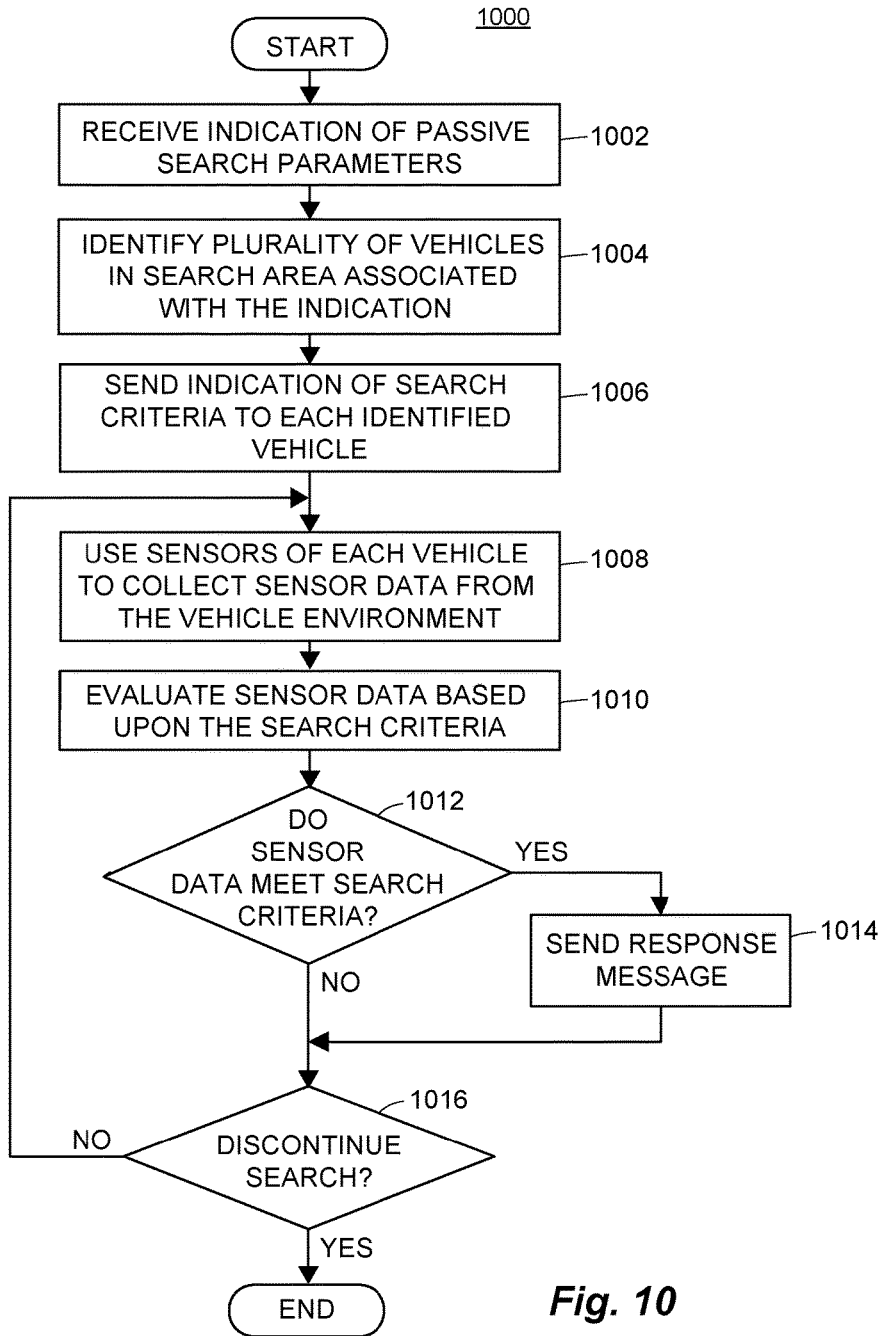 1000
START
RECEIVE INDICATION OF PASSIVE
SEARCH PARAMETERS
1002
IDENTIFY PLURALITY OF VEHICLES
IN SEARCH AREA ASSOCIATED
WITH THE INDICATION
1004
SEND INDICATION OF SEARCH
CRITERIA TO EACH IDENTIFIED
VEHICLE
1006
USE SENSORS OF EACH VEHICLE
TO COLLECT SENSOR DATA FROM
THE VEHICLE ENVIRONMENT
1008
EVALUATE SENSOR DATA BASED
UPON THE SEARCH CRITERIA
1010
DO
SENSOR
DATA MEET SEARCH
CRITERIA?
1012
YES
SEND RESPONSE
MESSAGE
1014
NO
DISCONTINUE
SEARCH?
1016
NO
YES
END
Fig. 10